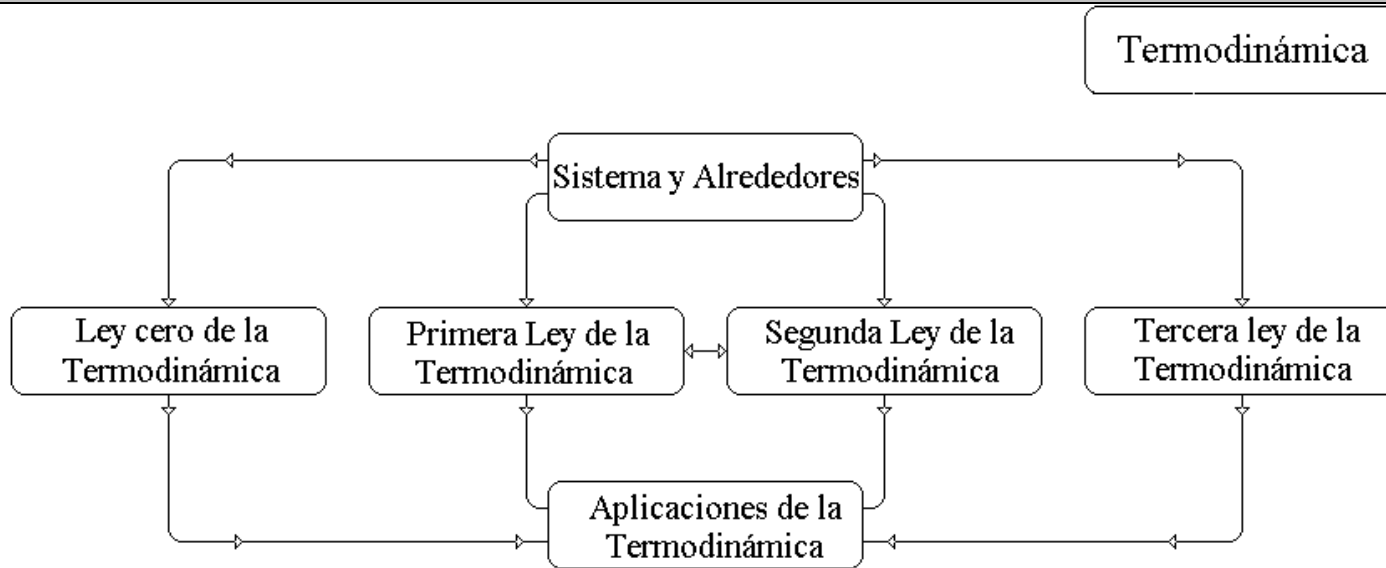 Termodinámica
Sistema y Alrededores
Ley cero de la
Termodinámica
Primera Ley de la
Termodinámica
Segunda Ley de la
Termodinámica
Tercera ley de la
Termodinámica
Aplicaciones de la
Termodinámica